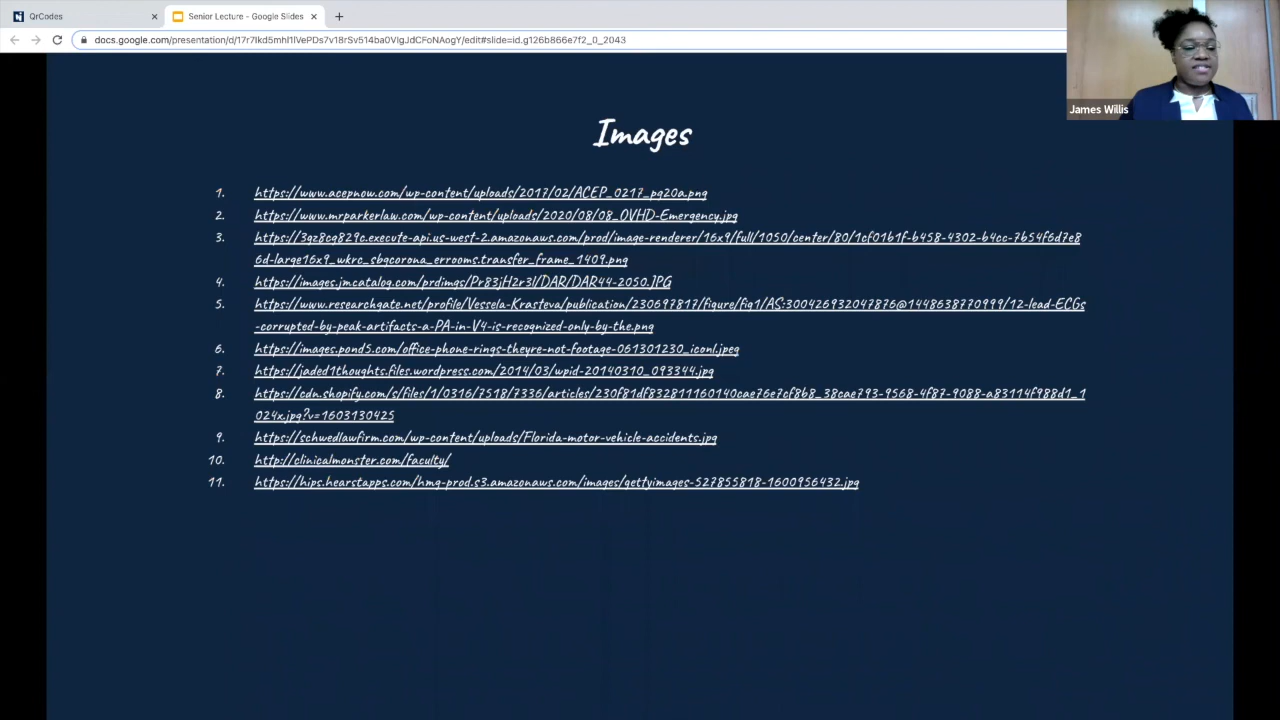 QrCodes
Senior Lecture - Google Slides
docs.google.com/presentation/d/17r7Ikd5mhl1lVePDs7v18rSv514ba0VIgJdCFoNAogY/edit#slide=id.g126b866e7f2_0_2043
James Willis
Images
1. https://www.acepnow.com/wp-content/uploads/2017/02/ACEP_0217_pg20a.png
2. https://www.mrparkerlaw.com/wp-content/uploads/2020/08/08_OVHD-Emergency.jpg
3. https://3gz8cg829c.execute-api.us-west-2.amazonaws.com/prod/image-renderer/16x9/full/1050/center/80/1cf01b1f-b458-4302-b4cc-7b54f6d7e8
6d-large16x9_wkrc_sbgcorona_errooms.transfer_frame_1409.png
4. https://images.jmcatalog.com/prdimgs/Pr83jH2r3l/DAR/DAR44-2050.JPG
5. https://www.researchgate.net/profile/Vessela-Krasteva/publication/230697817/figure/fig1/AS:300426932047876@1448638770999/12-lead-ECGs
-corrupted-by-peak-artifacts-a-PA-in-V4-is-recognized-only-by-the.png
6. https://images.pond5.com/office-phone-rings-theyre-not-footage-061301230_iconl.jpeg
7. https://jaded1thoughts.files.wordpress.com/2014/03/wpid-20140310_093344.jpg
8. https://cdn.shopify.com/s/files/1/0316/7518/7336/articles/230f81df832811160140cae76e7cf8b8_38cae793-9568-4f87-9088-a83114f988d1_1
024x.jpg?v=1603130425
9. https://schwedlawfirm.com/wp-content/uploads/Florida-motor-vehicle-accidents.jpg
10. http://clinicalmonster.com/faculty/
11. https://hips.hearstapps.com/hmg-prod.s3.amazonaws.com/images/gettyimages-527855818-1600956432.jpg